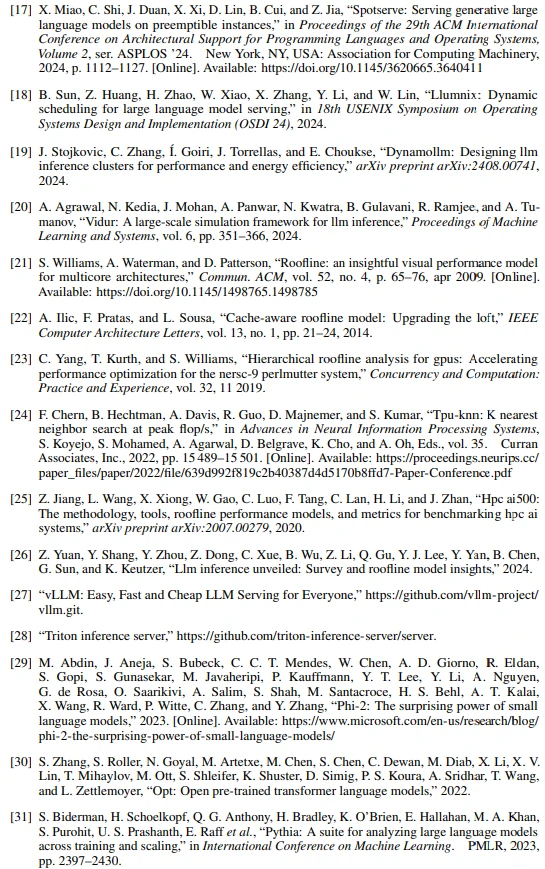 [17] X. Miao, C. Shi, J. Duan, X. Xi, D. Lin, B. Cui, and Z. Jia, “Spotserve: Serving generative large
language models on preemptible instances,” in Proceedings of the 29th ACM International
Conference on Architectural Support for Programming Languages and Operating Systems,
Volume 2, ser. ASPLOS ’24. New York, NY, USA: Association for Computing Machinery,
2024, p. 1112–1127. [Online]. Available: https://doi.org/10.1145/3620665.3640411
[18] B. Sun, Z. Huang, H. Zhao, W. Xiao, X. Zhang, Y. Li, and W. Lin, “Llumnix: Dynamic
scheduling for large language model serving,” in 18th USENIX Symposium on Operating
Systems Design and Implementation (OSDI 24), 2024.
[19] J. Stojkovic, C. Zhang, Í. Goiri, J. Torrellas, and E. Choukse, “Dynamollm: Designing llm
inference clusters for performance and energy efficiency,” arXiv preprint arXiv:2408.00741,
2024.
[20] A. Agrawal, N. Kedia, J. Mohan, A. Panwar, N. Kwatra, B. Gulavani, R. Ramjee, and A. Tu-
manov, “Vidur: A large-scale simulation framework for llm inference,” Proceedings of Machine
Learning and Systems, vol. 6, pp. 351–366, 2024.
[21] S. Williams, A. Waterman, and D. Patterson, “Roofline: an insightful visual performance model
for multicore architectures,” Commun. ACM, vol. 52, no. 4, p. 65–76, apr 2009. [Online].
Available: https://doi.org/10.1145/1498765.1498785
[22] A. Ilic, F. Pratas, and L. Sousa, “Cache-aware roofline model: Upgrading the loft,” IEEE
Computer Architecture Letters, vol. 13, no. 1, pp. 21–24, 2014.
[23] C. Yang, T. Kurth, and S. Williams, “Hierarchical roofline analysis for gpus: Accelerating
performance optimization for the nersc-9 perlmutter system,” Concurrency and Computation:
Practice and Experience, vol. 32, 11 2019.
[24] F. Chern, B. Hechtman, A. Davis, R. Guo, D. Majnemer, and S. Kumar, “Tpu-knn: K nearest
neighbor search at peak flop/s,” in Advances in Neural Information Processing Systems,
S. Koyejo, S. Mohamed, A. Agarwal, D. Belgrave, K. Cho, and A. Oh, Eds., vol. 35. Curran
Associates, Inc., 2022, pp. 15 489–15 501. [Online]. Available: https://proceedings.neurips.cc/
paper_files/paper/2022/file/639d992f819c2b40387d4d5170b8ffd7-Paper-Conference.pdf
[25] Z. Jiang, L. Wang, X. Xiong, W. Gao, C. Luo, F. Tang, C. Lan, H. Li, and J. Zhan, “Hpc ai500:
The methodology, tools, roofline performance models, and metrics for benchmarking hpc ai
systems,” arXiv preprint arXiv:2007.00279, 2020.
[26] Z. Yuan, Y. Shang, Y. Zhou, Z. Dong, C. Xue, B. Wu, Z. Li, Q. Gu, Y. J. Lee, Y. Yan, B. Chen,
G. Sun, and K. Keutzer, “Llm inference unveiled: Survey and roofline model insights,” 2024.
[27] “vLLM: Easy, Fast and Cheap LLM Serving for Everyone,” https://github.com/vllm-project/
vllm.git.
[28] “Triton inference server,” https://github.com/triton-inference-server/server.
[29] M. Abdin, J. Aneja, S. Bubeck, C. C. T. Mendes, W. Chen, A. D. Giorno, R. Eldan,
S. Gopi, S. Gunasekar, M. Javaheripi, P. Kauffmann, Y. T. Lee, Y. Li, A. Nguyen,
G. de Rosa, O. Saarikivi, A. Salim, S. Shah, M. Santacroce, H. S. Behl, A. T. Kalai,
X. Wang, R. Ward, P. Witte, C. Zhang, and Y. Zhang, “Phi-2: The surprising power of small
language models,” 2023. [Online]. Available: https://www.microsoft.com/en-us/research/blog/
phi-2-the-surprising-power-of-small-language-models/
[30] S. Zhang, S. Roller, N. Goyal, M. Artetxe, M. Chen, S. Chen, C. Dewan, M. Diab, X. Li, X. V.
Lin, T. Mihaylov, M. Ott, S. Shleifer, K. Shuster, D. Simig, P. S. Koura, A. Sridhar, T. Wang,
and L. Zettlemoyer, “Opt: Open pre-trained transformer language models,” 2022.
[31] S. Biderman, H. Schoelkopf, Q. G. Anthony, H. Bradley, K. O’Brien, E. Hallahan, M. A. Khan,
S. Purohit, U. S. Prashanth, E. Raff et al., “Pythia: A suite for analyzing large language models
across training and scaling,” in International Conference on Machine Learning. PMLR, 2023,
pp. 2397–2430.